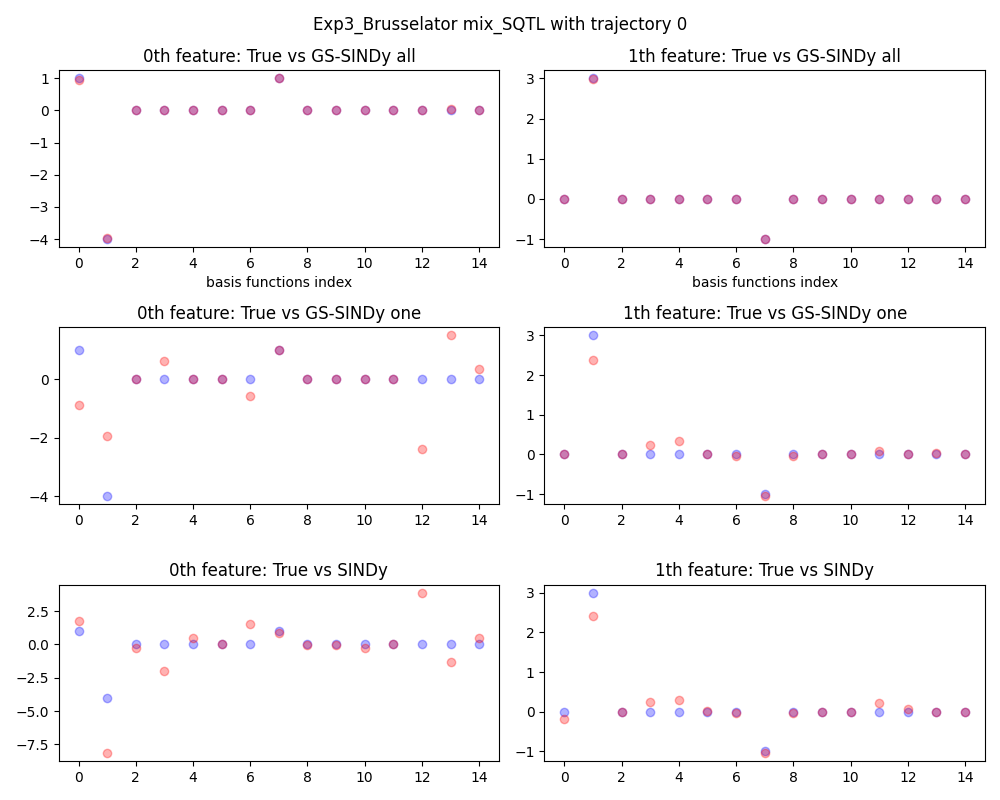 Exp3_Brusselator mix_SQTL with trajectory 0
0th feature: True vs GS-SINDy all
1
0
−1
−2
−3
−4
0 2 4 6 8 10 12 14
basis functions index
1th feature: True vs GS-SINDy all
3
2
1
0
−1
0 2 4 6 8 10 12 14
basis functions index
0th feature: True vs GS-SINDy one
0
−2
−4
0 2 4 6 8 10 12 14
1th feature: True vs GS-SINDy one
3
2
1
0
−1
0 2 4 6 8 10 12 14
0th feature: True vs SINDy
2.5
0.0
−2.5
−5.0
−7.5
0 2 4 6 8 10 12 14
1th feature: True vs SINDy
3
2
1
0
−1
0 2 4 6 8 10 12 14